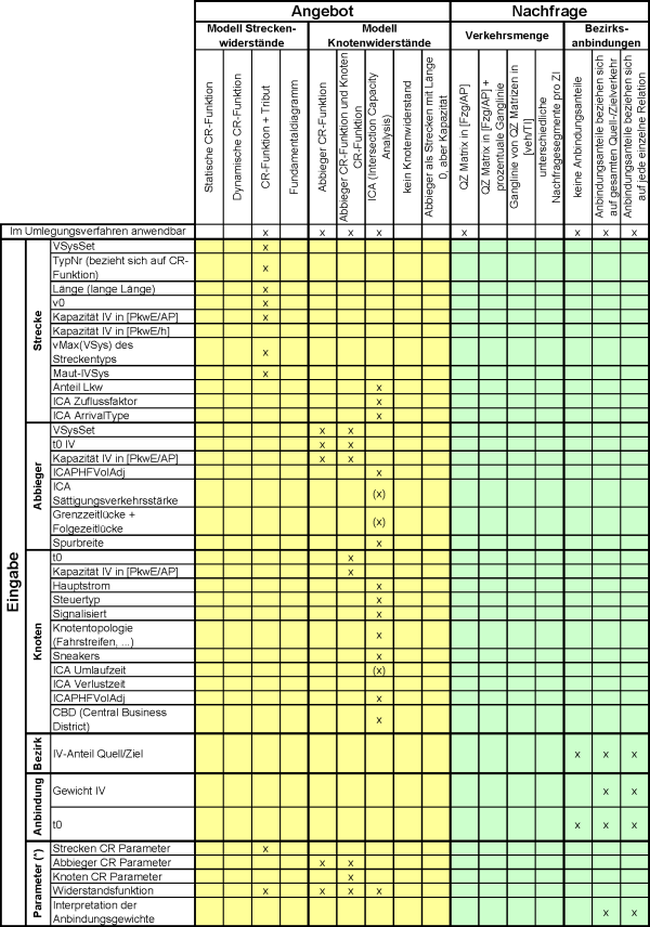 Angebot
Nachfrage
Modell Strecken-
widerstände
Modell
Knotenwiderstände
Verkehrsmenge
Bezirks-
anbindungen
Statische CR-Funktion
Dynamische CR-Funktion
CR-Funktion + Tribut
Fundamentaldiagramm
Abbieger CR-Funktion
Abbieger CR-Funktion und Knoten
CR-Funktion
ICA (Intersection Capacity
Analysis)
kein Knotenwiderstand
Abbieger als Strecken mit Länge
0, aber Kapazität
QZ Matrix in [Fzg/AP]
QZ Matrix in [Fzg/AP] +
prozentuale Ganglinie
Ganglinie von QZ Matrizen in
[veh/TI]
unterschiedliche
Nachfragesegmente pro ZI
keine Anbindungsanteile
Anbindungsanteile beziehen sich
auf gesamten Quell-/Zielverkehr
Anbindungsanteile beziehen sich
auf jede einzelne Relation
Im Umlegungsverfahren anwendbar x x x x x x x x
Eingabe
Strecke
VSysSet x
TypNr (bezieht sich auf CR-
Funktion) x
Länge (lange Länge) x
v0 x
Kapazität IV in [PkwE/AP] x
Kapazität IV in [PkwE/h]
vMax(VSys) des
Streckentyps x
Maut-IVSys x
Anteil Lkw x
ICA Zuflussfaktor x
ICA ArrivalType x
Abbieger
VSysSet x x
t0 IV x x
Kapazität IV in [PkwE/AP] x x
ICAPHFVolAdj x
ICA
Sättigungsverkehrsstärke (x)
Grenzzeitlücke +
Folgezeitlücke (x)
Spurbreite x
Knoten
t0 x
Kapazität IV in [PkwE/AP] x
Hauptstrom x
Steuertyp x
Signalisiert x
Knotentopologie
(Fahrstreifen, ...) x
Sneakers x
ICA Umlaufzeit (x)
ICA Verlustzeit
ICAPHFVolAdj x
CBD (Central Business
District) x
Bezirk
IV-Anteil Quell/Ziel x x x
Anbindung
Gewicht IV x x
t0 x x x
Parameter (*)
Strecken CR Parameter x
Abbieger CR Parameter x x
Knoten CR Parameter x
Widerstandsfunktion x x x x
Interpretation der
Anbindungsgewichte x x